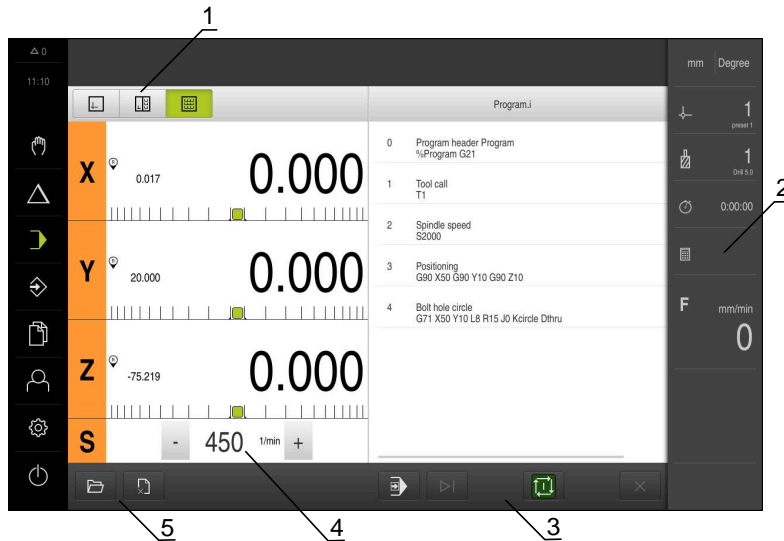 1
△ 0
11:10
mm Degree
Program.i
1
preset 1
1
Drill 5.0
0:00:00
2
F mm/min
0
X R 0.017 0.000
Y R 20.000 0.000
Z R -75.219 0.000
S - 450 1/min +
0 Program header Program
%Program G21
1 Tool call
T1
2 Spindle speed
S2000
3 Positioning
G90 X50 G90 Y10 G90 Z10
4 Bolt hole circle
G71 X50 Y10 L8 R15 J0 Kcircle Dthru
5
4
3